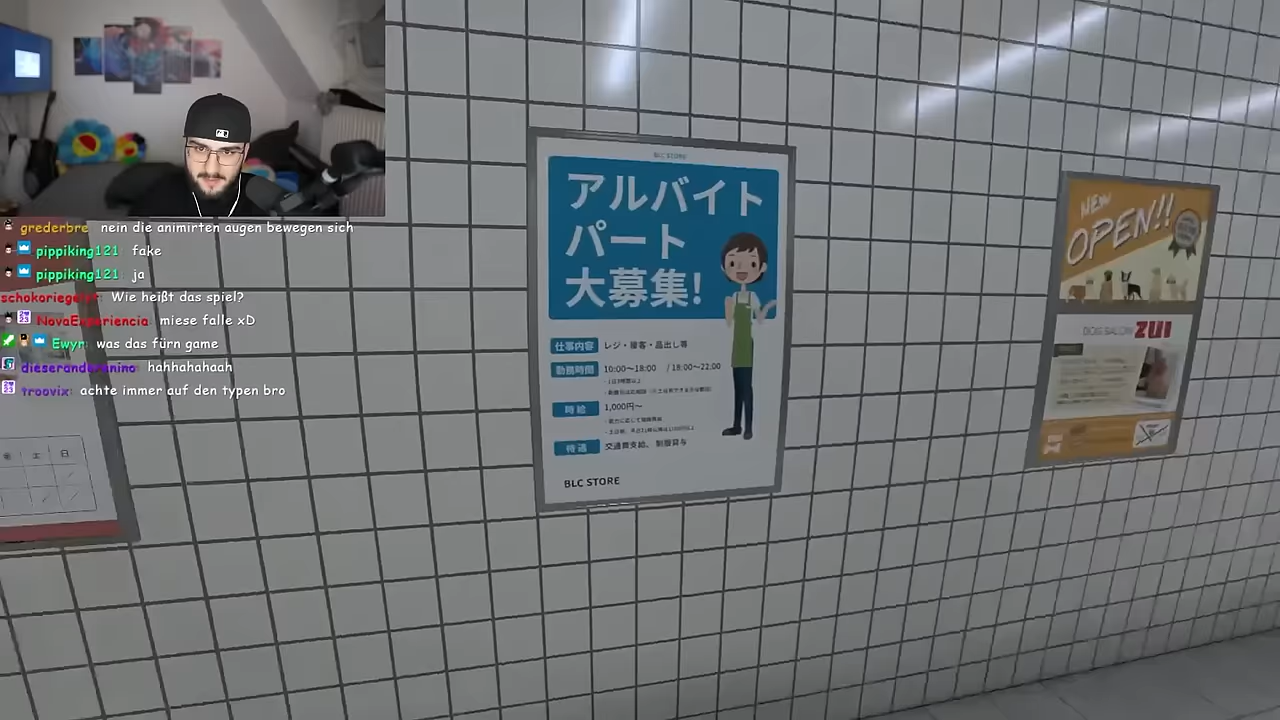 grederbre nein die animirten augen bewegen sich
pippiking121 fake
pippiking121: ja
Wie heißt das spiel?
NovaExperiencia: miese falle xD
Ewyn: was das fürn game
dieseranderenino: hahhahahaah
troovix: achte immer auf den typen bro
土 日
BLC STORE
アルバイト
パート
大募集!
仕事内容 レジ・接客・品出し等
勤務時間 10:00〜18:00 / 18:00〜22:00
時給 1,000円〜
待遇 交通費支給、制服貸与
BLC STORE
NEW
OPEN!!
DOG SALON ZUI